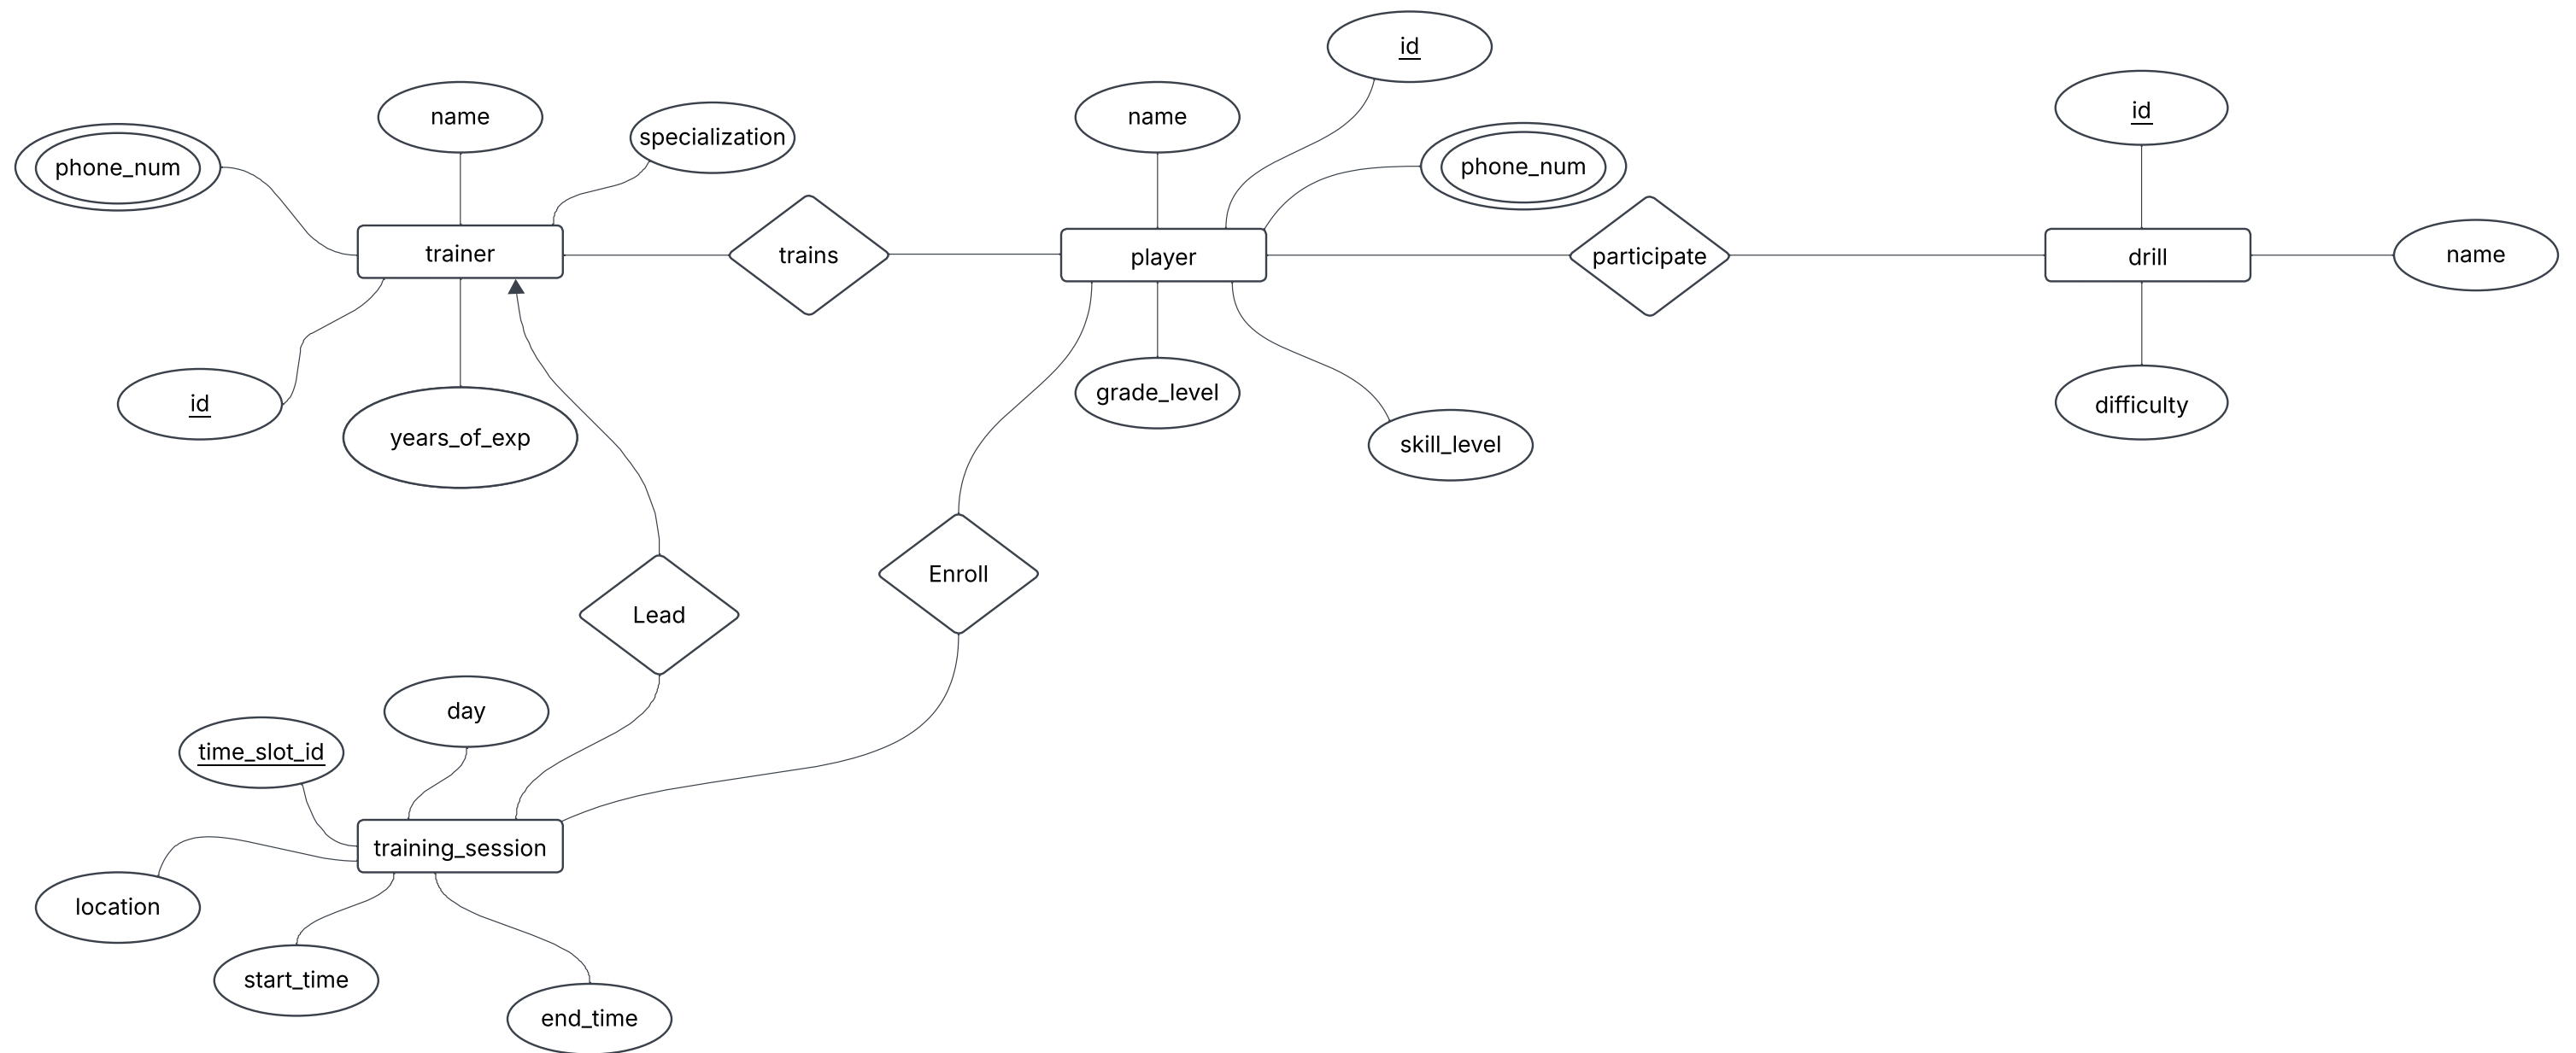 id
name
id
name
specialization
phone_num
phone_num
trainer
trains
player
participate
drill
name
id
years_of_exp
grade_level
skill_level
difficulty
Enroll
Lead
day
time_slot_id
training_session
location
start_time
end_time